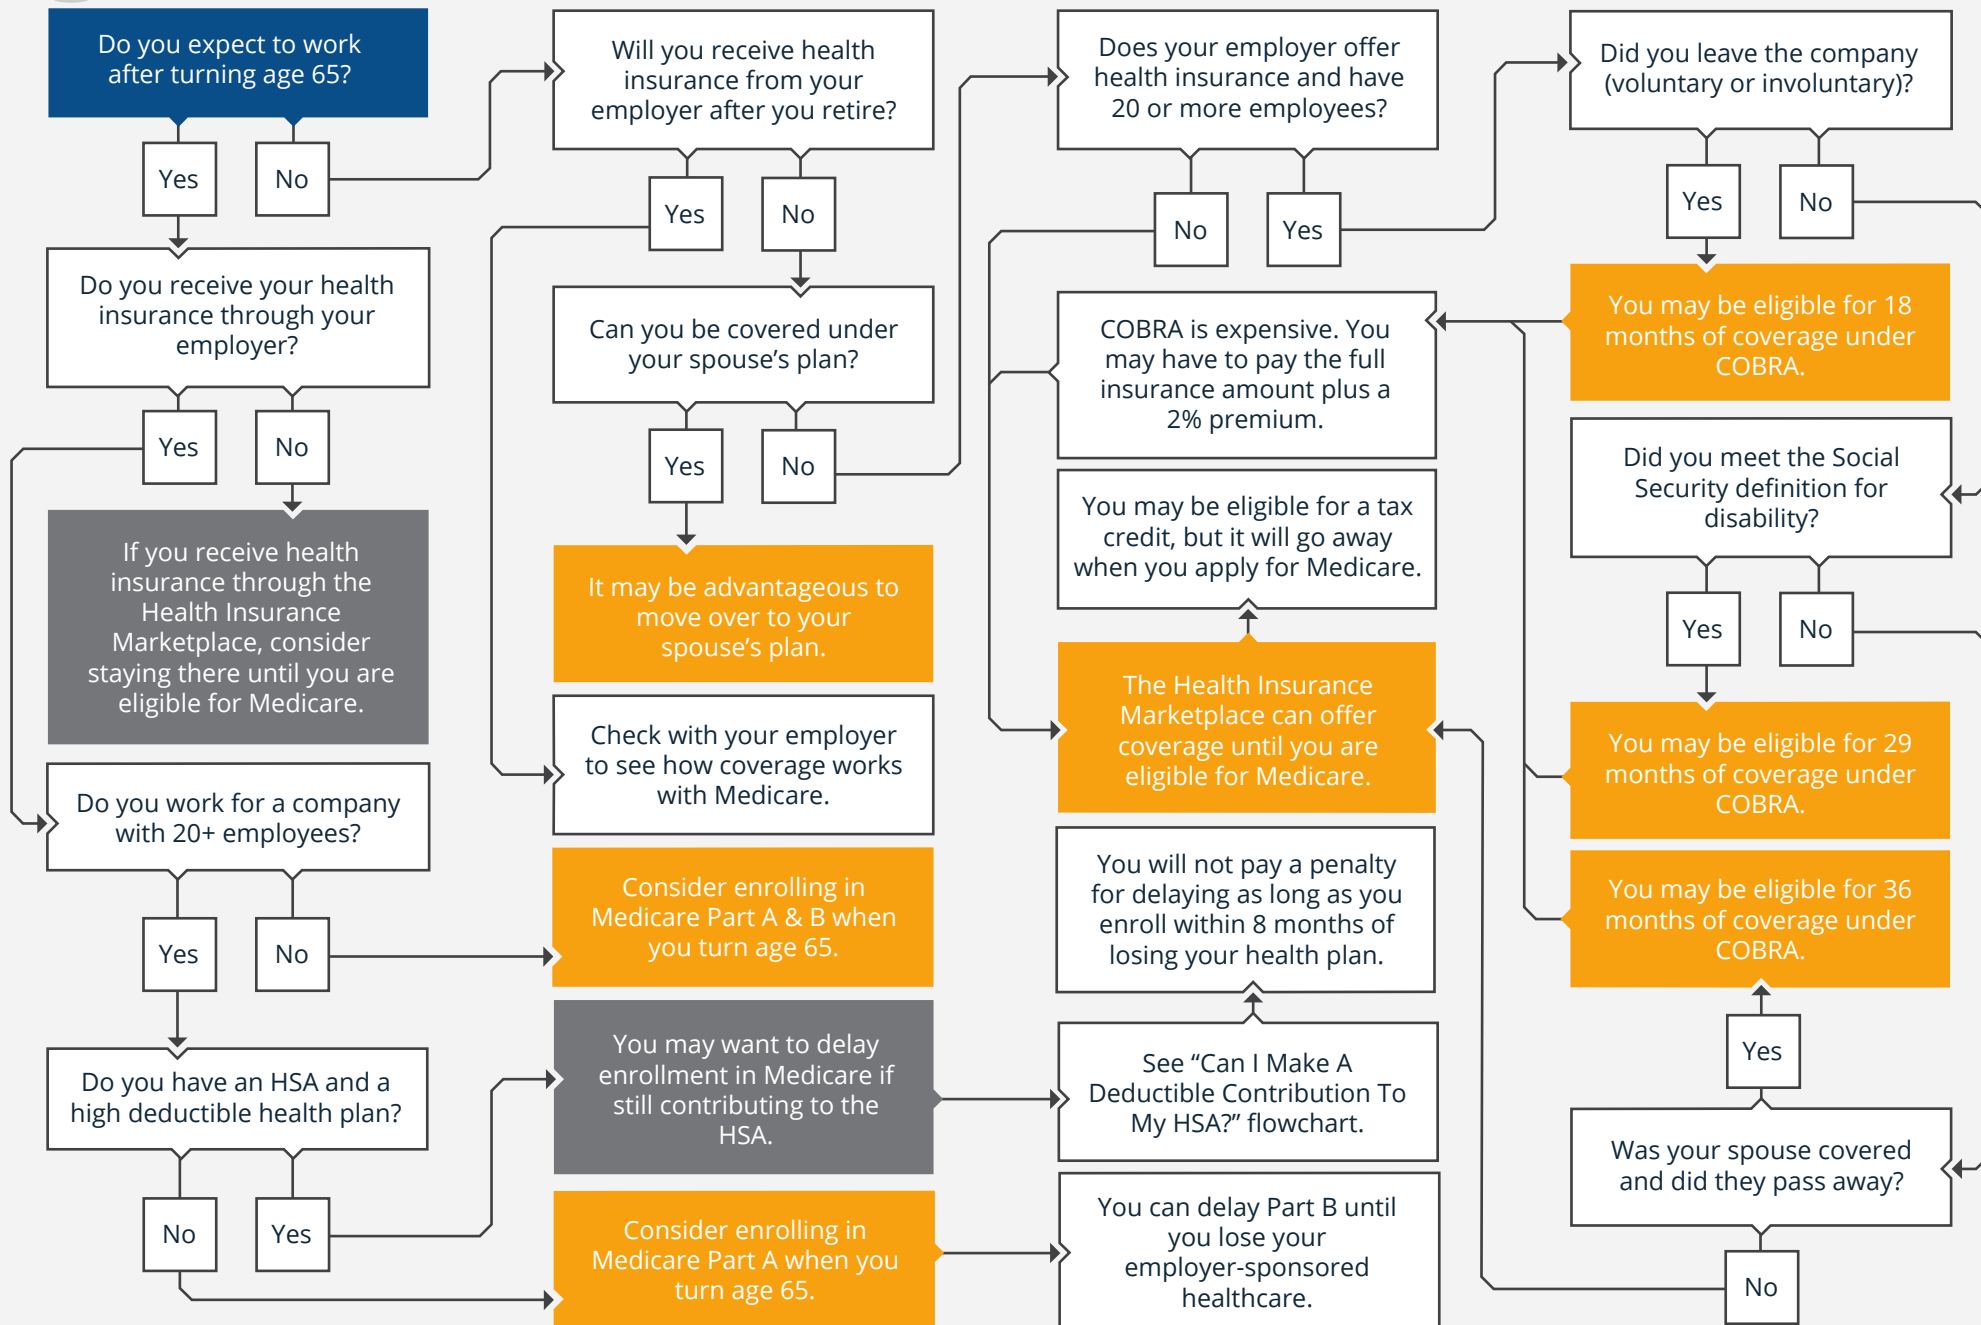 Do you expect to work
after turning age 65?
Yes
No
Do you receive your health
insurance through your
employer?
Yes
No
If you receive health
insurance through the
Health Insurance
Marketplace, consider
staying there until you are
eligible for Medicare.
Do you work for a company
with 20+ employees?
Yes
No
Do you have an HSA and a
high deductible health plan?
No
Yes
Will you receive health
insurance from your
employer after you retire?
Yes
No
Can you be covered under
your spouse’s plan?
Yes
No
It may be advantageous to
move over to your
spouse’s plan.
Check with your employer
to see how coverage works
with Medicare.
Consider enrolling in
Medicare Part A & B when
you turn age 65.
You may want to delay
enrollment in Medicare if
still contributing to the
HSA.
Consider enrolling in
Medicare Part A when you
turn age 65.
Does your employer offer
health insurance and have
20 or more employees?
No
Yes
COBRA is expensive. You
may have to pay the full
insurance amount plus a
2% premium.
You may be eligible for a tax
credit, but it will go away
when you apply for Medicare.
The Health Insurance
Marketplace can offer
coverage until you are
eligible for Medicare.
You will not pay a penalty
for delaying as long as you
enroll within 8 months of
losing your health plan.
See “Can I Make A
Deductible Contribution To
My HSA?” flowchart.
You can delay Part B until
you lose your
employer-sponsored
healthcare.
Did you leave the company
(voluntary or involuntary)?
Yes
No
You may be eligible for 18
months of coverage under
COBRA.
Did you meet the Social
Security definition for
disability?
Yes
No
You may be eligible for 29
months of coverage under
COBRA.
You may be eligible for 36
months of coverage under
COBRA.
Yes
Was your spouse covered
and did they pass away?
No